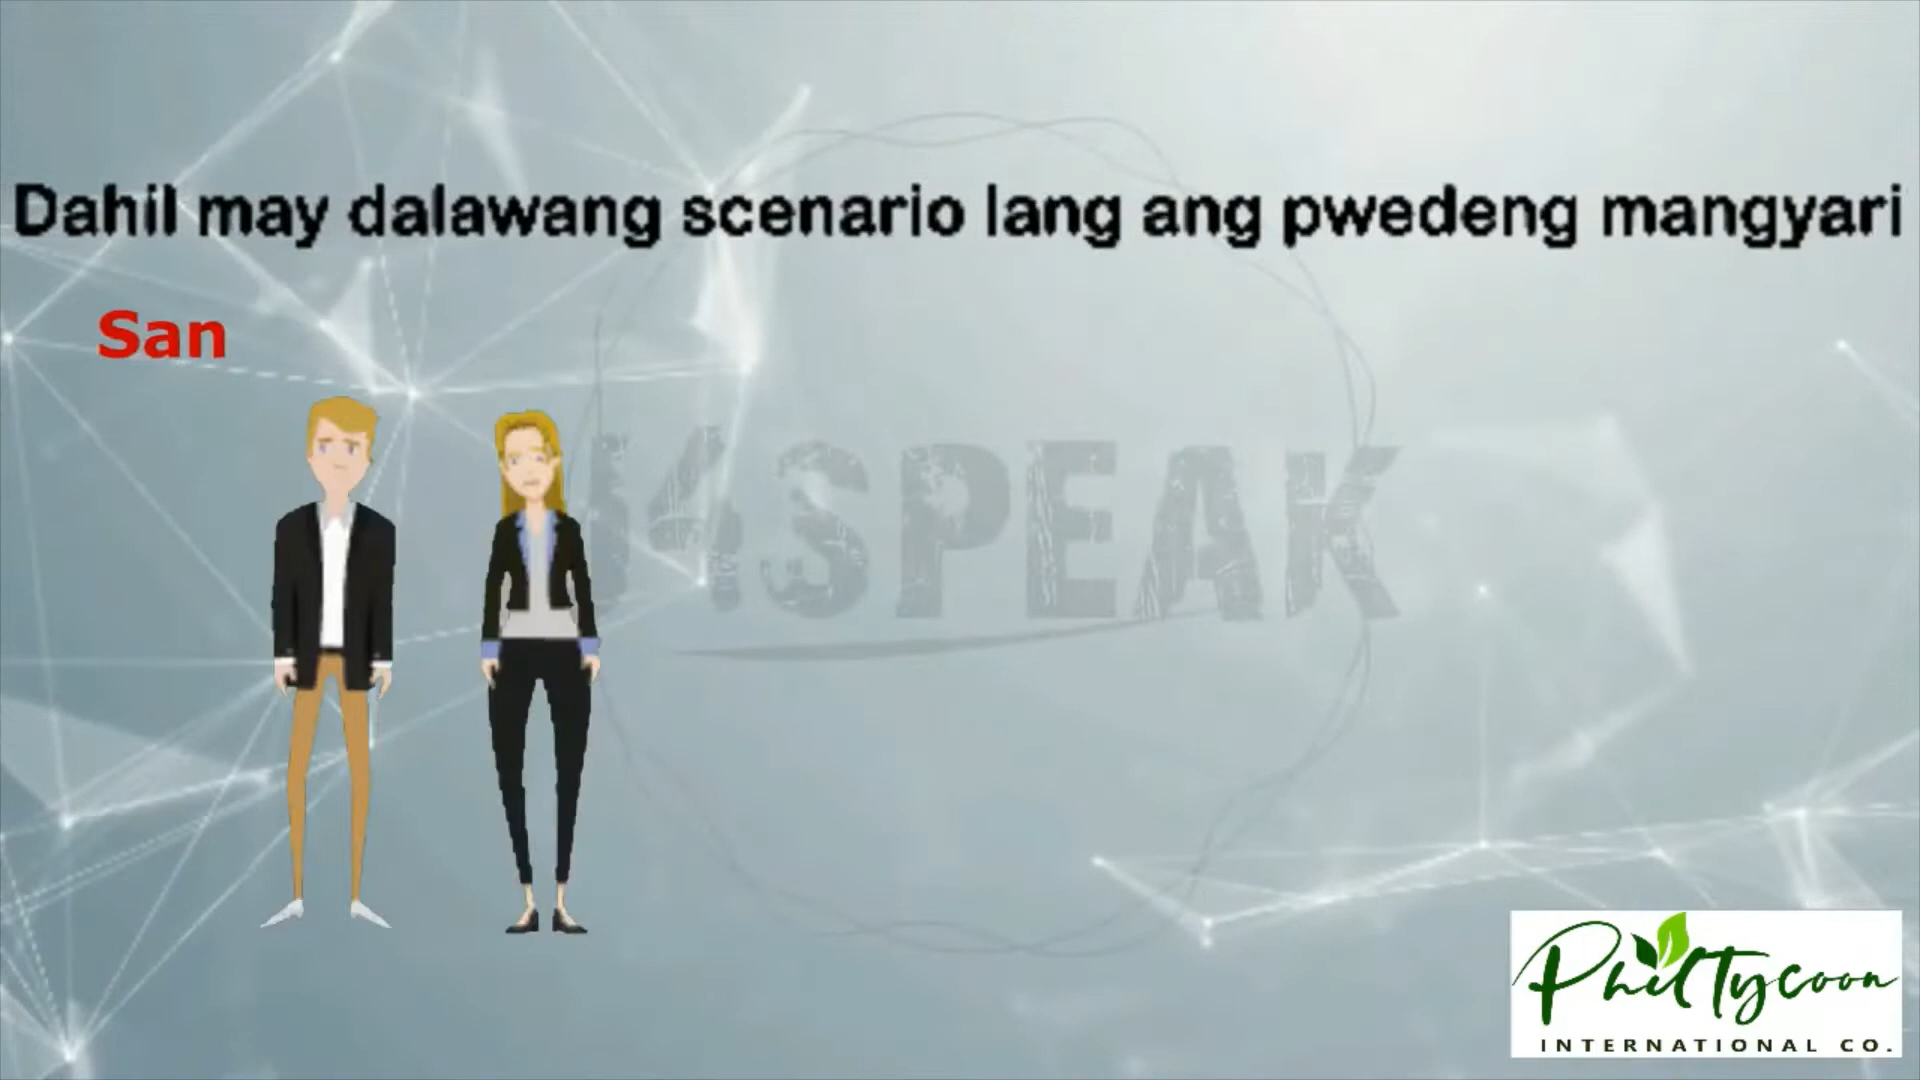 Dahil may dalawang scenario lang ang pwedeng mangyari
San
PhilTycoon
INTERNATIONAL CO.